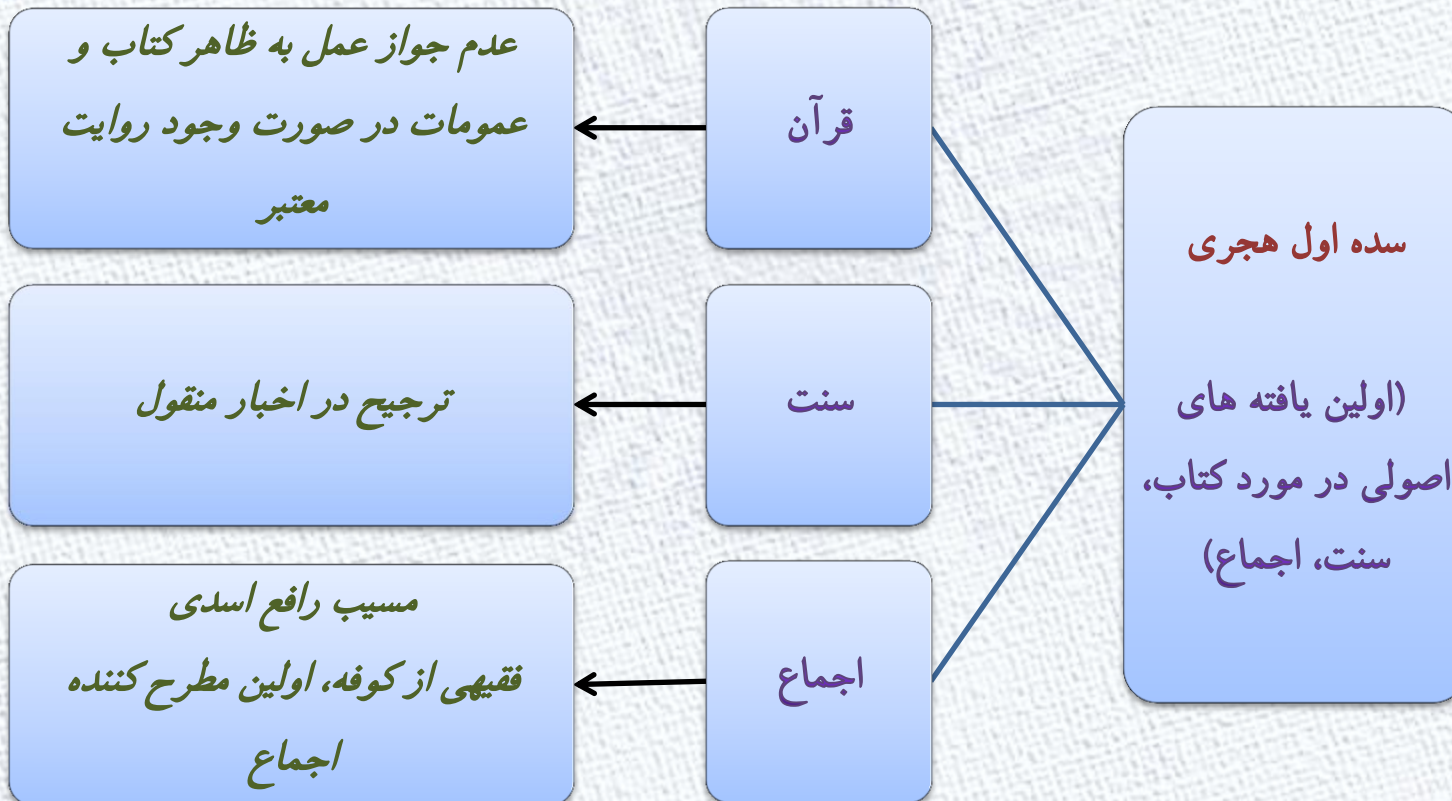 سده اول هجری
(اولین یافته های
اصولی در مورد کتاب،
سنت، اجماع)
قرآن
عدم جواز عمل به ظاهر کتاب و
عمومات در صورت وجود روایت
معتبر
سنت
ترجیح در اخبار منقول
اجماع
مسیب رافع اسدی
فقیهی از کوفه، اولین مطرح کننده
اجماع